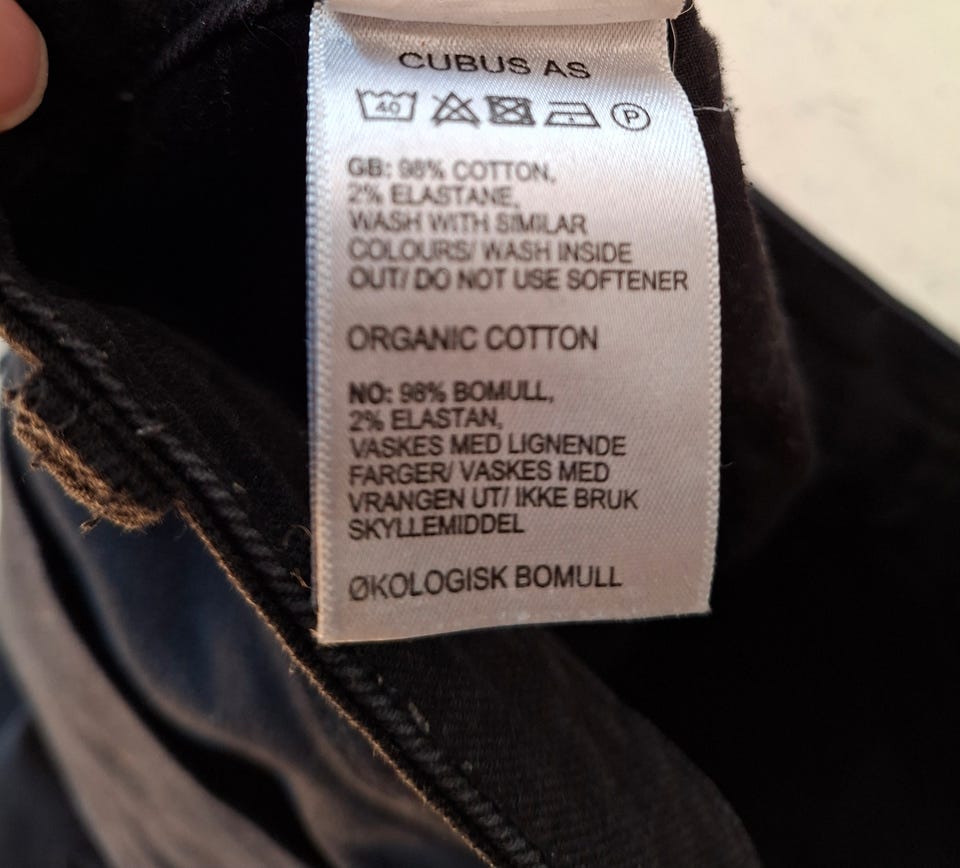 CUBUS AS
40 P
GB: 98% COTTON,
2% ELASTANE,
WASH WITH SIMILAR
COLOURS/ WASH INSIDE
OUT/ DO NOT USE SOFTENER
ORGANIC COTTON
NO: 98% BOMULL,
2% ELASTAN,
VASKES MED LIGNENDE
FARGER/ VASKES MED
VRANGEN UT/ IKKE BRUK
SKYLLEMIDDEL
ØKOLOGISK BOMULL